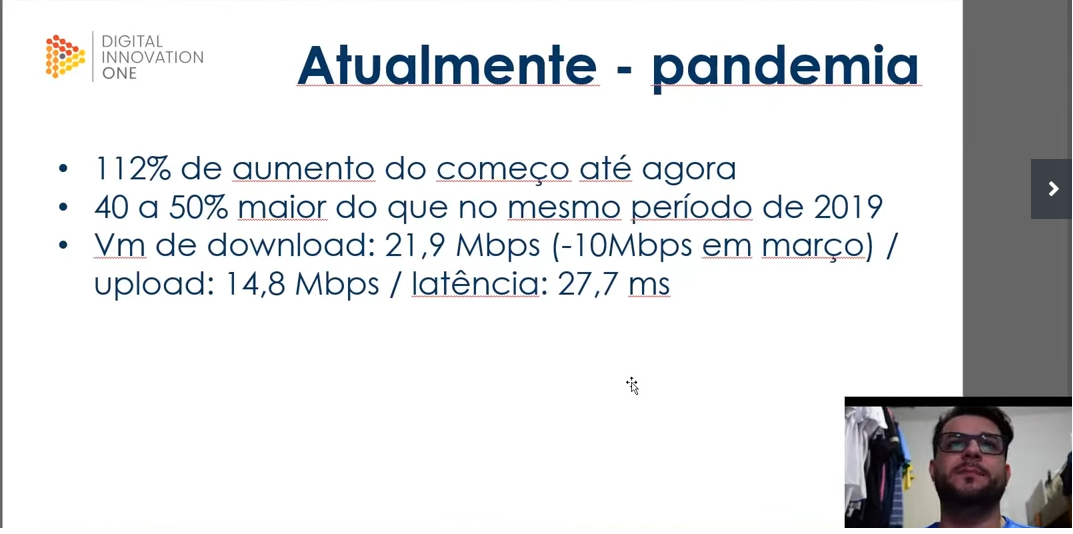 DIGITAL
INNOVATION
ONE
Atualmente - pandemia
• 112% de aumento do começo até agora
• 40 a 50% maior do que no mesmo período de 2019
• Vm de download: 21,9 Mbps (-10Mbps em março) /
upload: 14,8 Mbps / latência: 27,7 ms